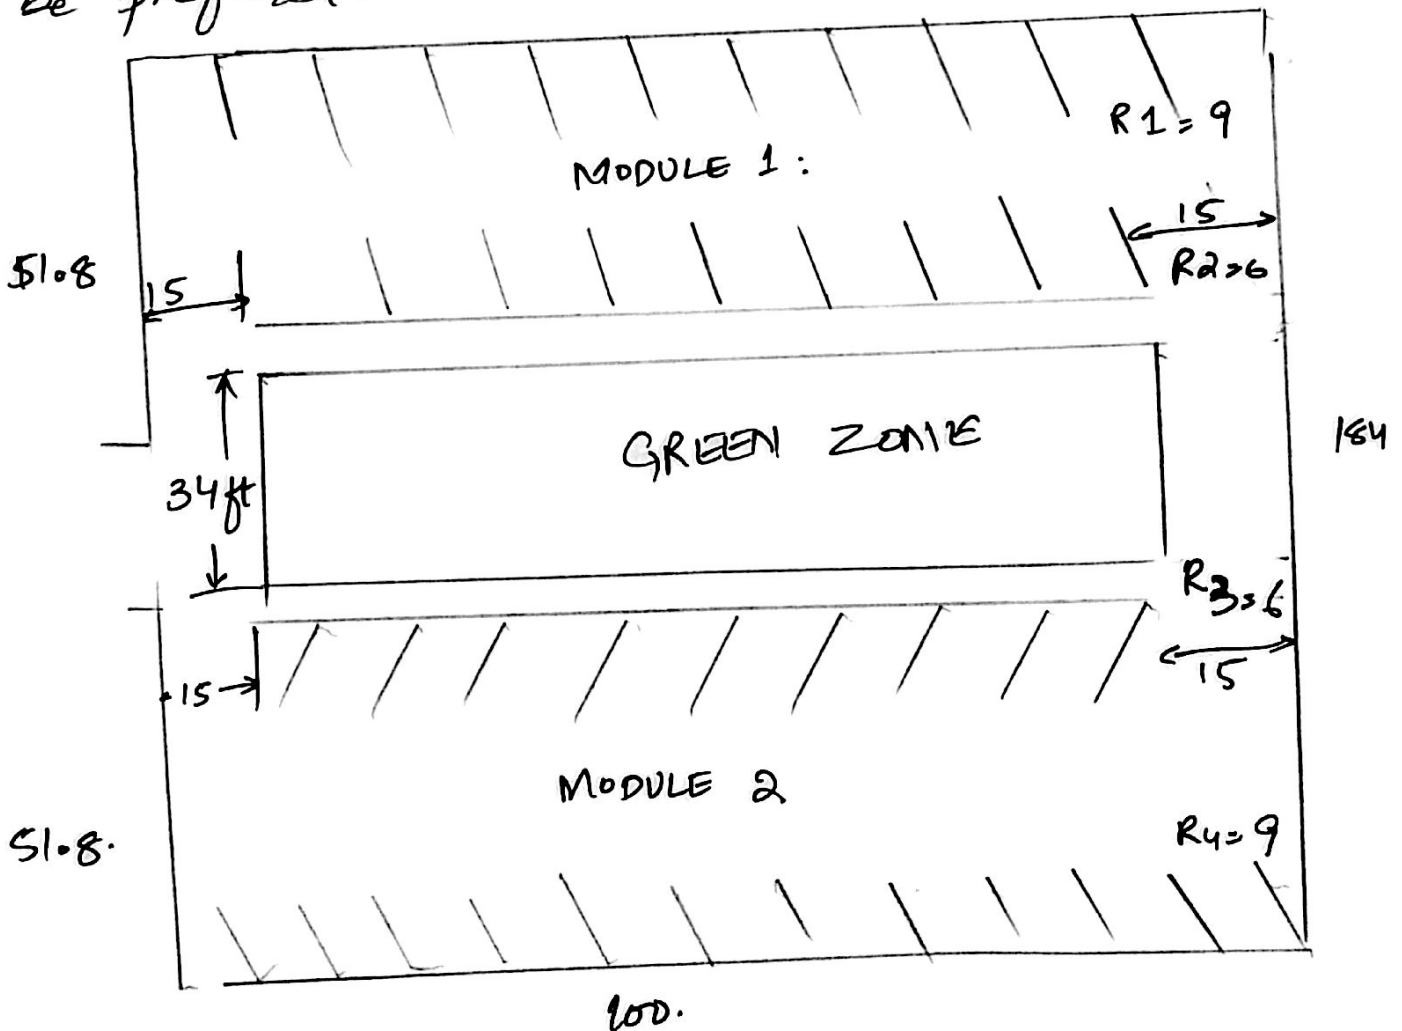 be
R1=9
MODULE 1:
15
51.8
15
R2=6
GREEN ZONE
184
34ft
R3=6
15
15
MODULE 2
51.8.
R4=9
100.